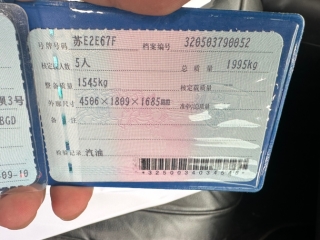 号牌号码 苏E2E67F 档案编号 320503790052
核定载人数 5人 总质量 1995kg
整备质量 1545kg 核定载质量
外廓尺寸 4506×1809×1685mm 准牵引总质量
备注
检验记录 汽油
3号
BGD
09-10